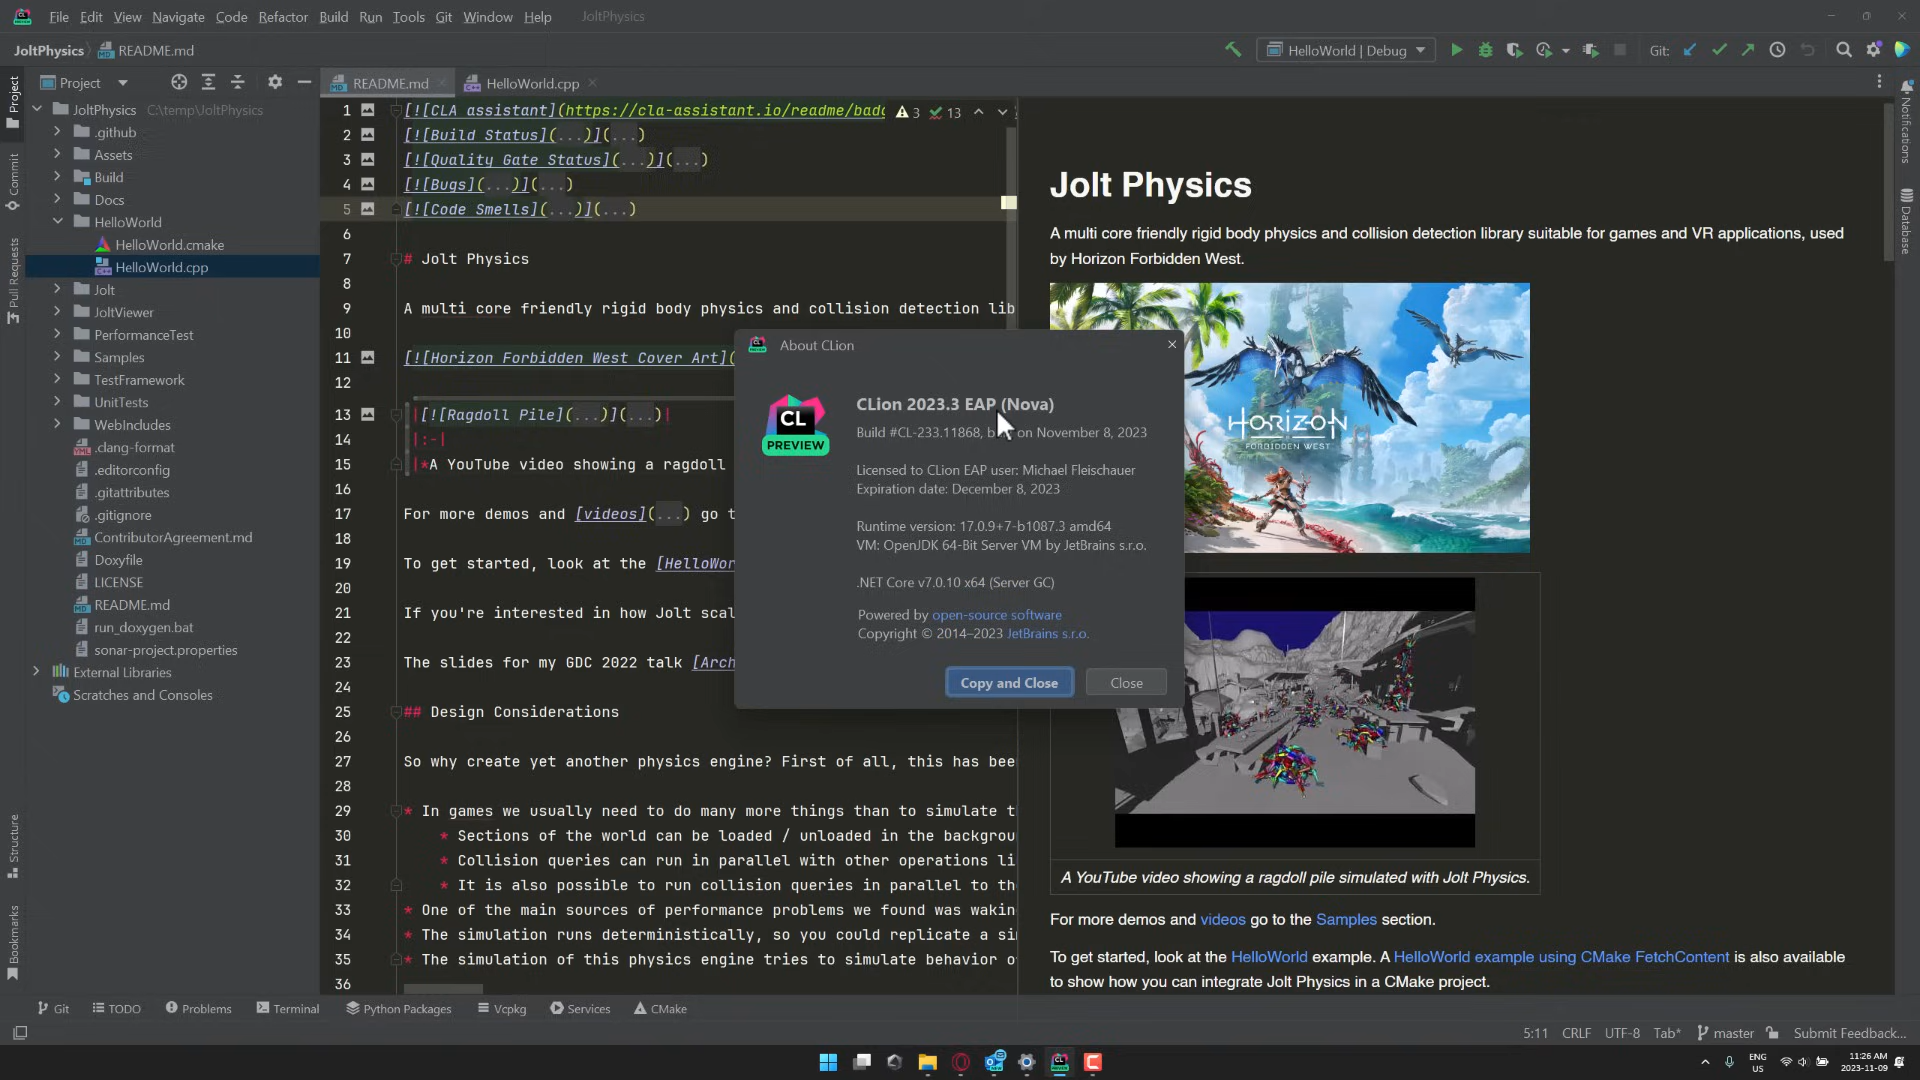 File Edit View Navigate Code Refactor Build Run Tools Git Window Help JoltPhysics
JoltPhysics README.md
HelloWorld | Debug
Git:
Project
README.md
HelloWorld.cpp
Project
Commit
Pull Requests
Structure
Bookmarks
JoltPhysics C:\temp\JoltPhysics
.github
Assets
Build
Docs
HelloWorld
HelloWorld.cmake
HelloWorld.cpp
Jolt
JoltViewer
PerformanceTest
Samples
TestFramework
UnitTests
WebIncludes
.clang-format
.editorconfig
.gitattributes
.gitignore
ContributorAgreement.md
Doxyfile
LICENSE
README.md
run_doxygen.bat
sonar-project.properties
External Libraries
Scratches and Consoles
1 [![CLA assistant](https://cla-assistant.io/readme/badg
3 13
2 [![Build Status](...)](...)
3 [![Quality Gate Status](...)](...)
4 [![Bugs](...)](...)
5 [![Code Smells](...)](...)
6
7 # Jolt Physics
8
9 A multi core friendly rigid body physics and collision detection lib
10
11 [![Horizon Forbidden West Cover Art](
12
13 |[![Ragdoll Pile](...)](...)|
14 |:-|
15 |*A YouTube video showing a ragdoll
16
17 For more demos and [videos](...) go t
18
19 To get started, look at the [HelloWor
20
21 If you're interested in how Jolt scal
22
23 The slides for my GDC 2022 talk [Arch
24
25 ## Design Considerations
26
27 So why create yet another physics engine? First of all, this has bee
28
29 * In games we usually need to do many more things than to simulate t
30 * Sections of the world can be loaded / unloaded in the backgrou
31 * Collision queries can run in parallel with other operations li
32 * It is also possible to run collision queries in parallel to th
33 * One of the main sources of performance problems we found was wakin
34 * The simulation runs deterministically, so you could replicate a si
35 * The simulation of this physics engine tries to simulate behavior o
36
About CLion
CL
PREVIEW
CLion 2023.3 EAP (Nova)
Build #CL-233.11868, b on November 8, 2023
Licensed to CLion EAP user: Michael Fleischauer
Expiration date: December 8, 2023
Runtime version: 17.0.9+7-b1087.3 amd64
VM: OpenJDK 64-Bit Server VM by JetBrains s.r.o.
.NET Core v7.0.10 x64 (Server GC)
Powered by open-source software
Copyright © 2014–2023 JetBrains s.r.o.
Copy and Close
Close
Jolt Physics
A multi core friendly rigid body physics and collision detection library suitable for games and VR applications, used
by Horizon Forbidden West.
HORIZON
FORBIDDEN WEST
A YouTube video showing a ragdoll pile simulated with Jolt Physics.
For more demos and videos go to the Samples section.
To get started, look at the HelloWorld example. A HelloWorld example using CMake FetchContent is also available
to show how you can integrate Jolt Physics in a CMake project.
Notifications
Database
Git TODO Problems Terminal Python Packages Vcpkg Services CMake
5:11 CRLF UTF-8 Tab* master Submit Feedback...
ENG
US
11:26 AM
2023-11-09